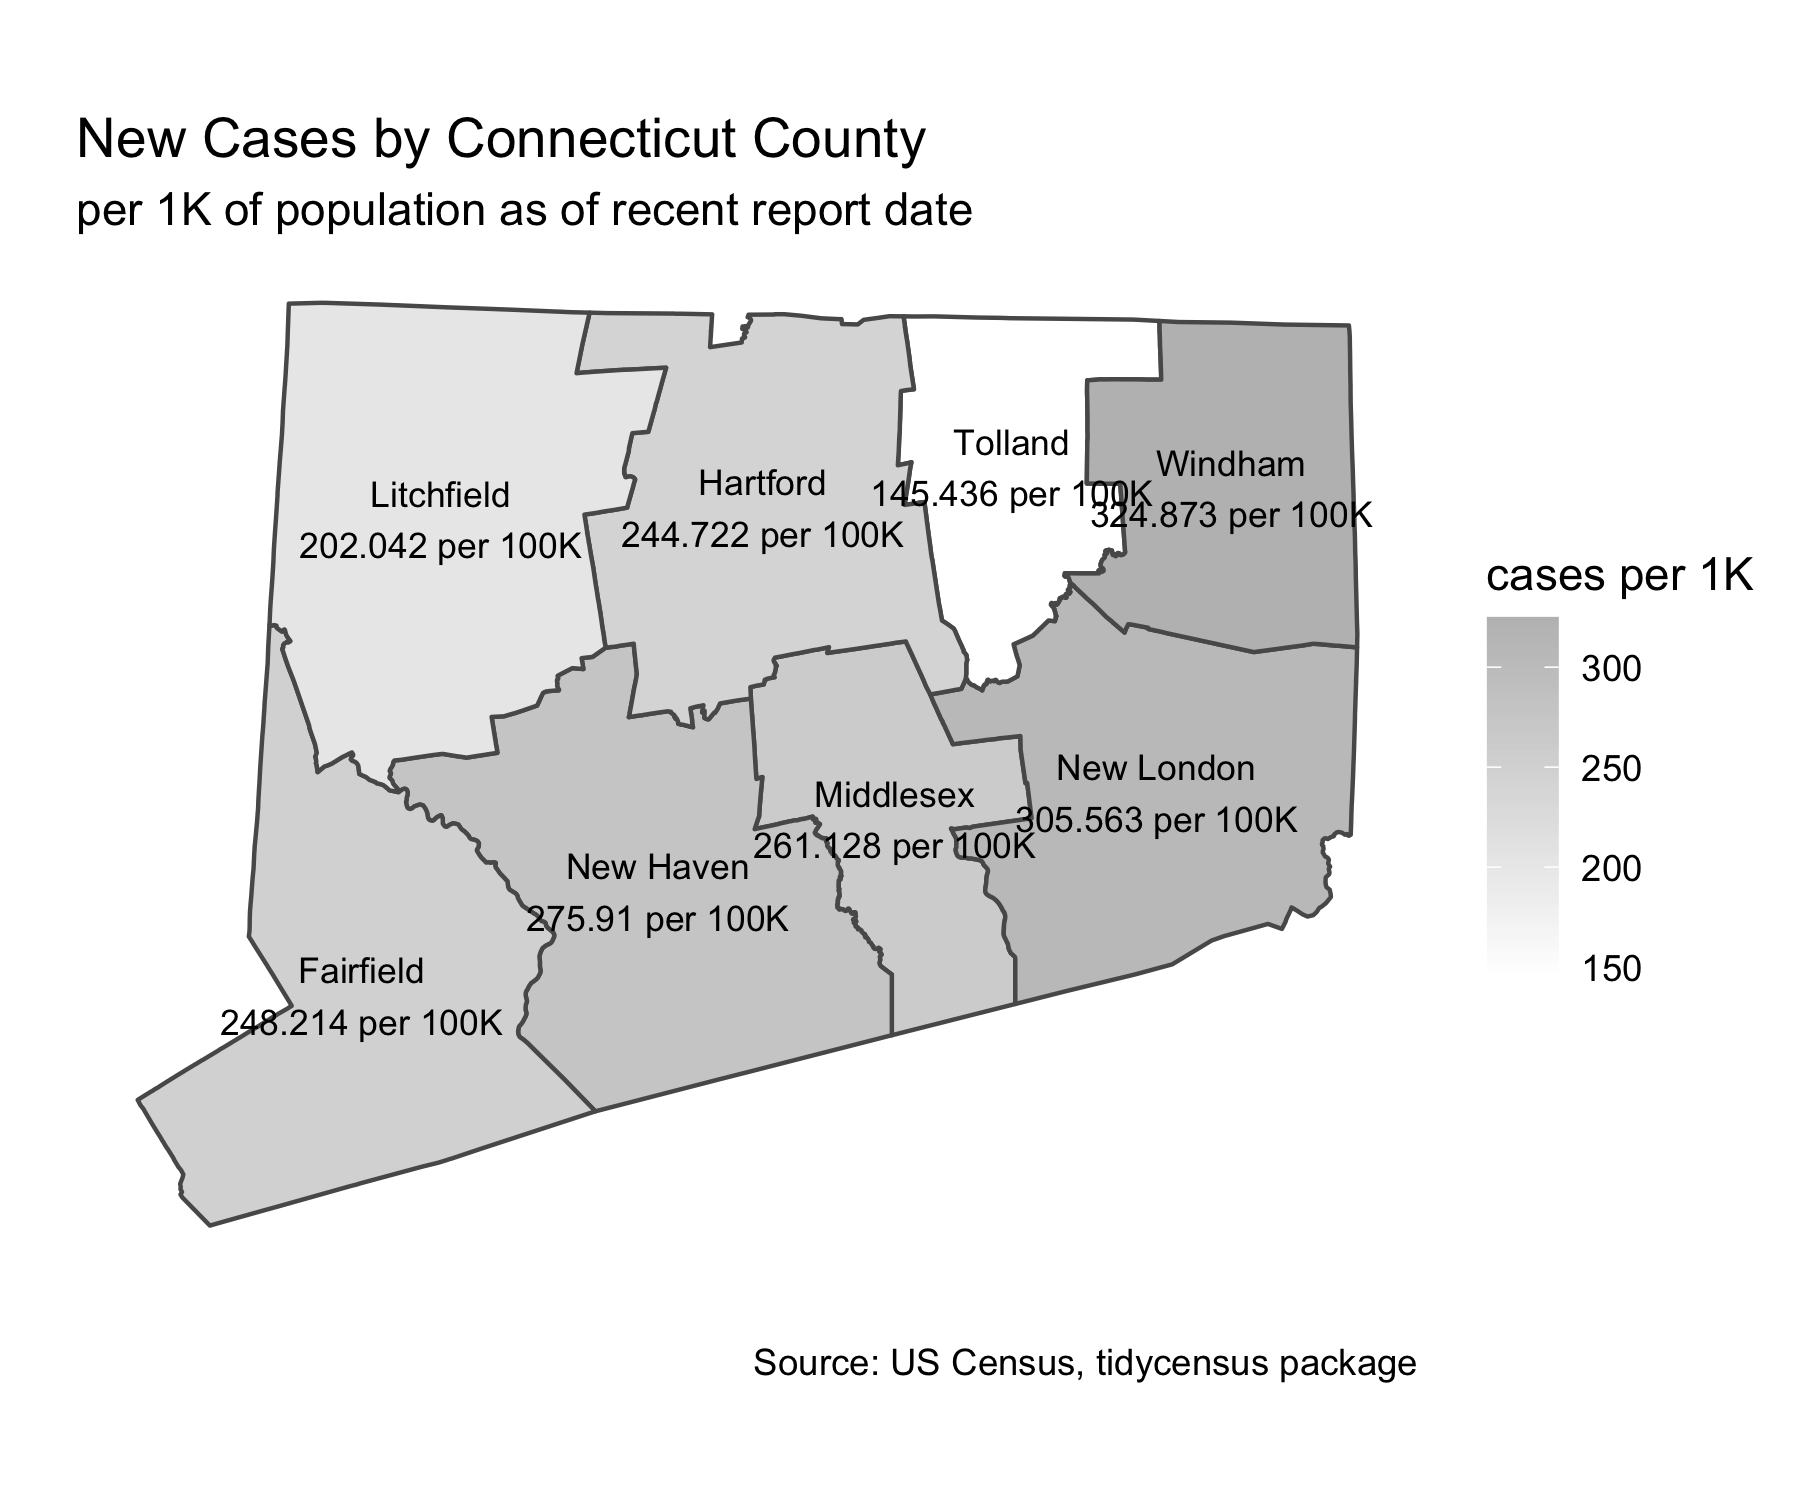 New Cases by Connecticut County
per 1K of population as of recent report date
Litchfield
202.042 per 100K
Hartford
244.722 per 100K
Tolland
145.436 per 100K
Windham
324.873 per 100K
New London
305.563 per 100K
Middlesex
261.128 per 100K
New Haven
275.91 per 100K
Fairfield
248.214 per 100K
cases per 1K
300
250
200
150
Source: US Census, tidycensus package